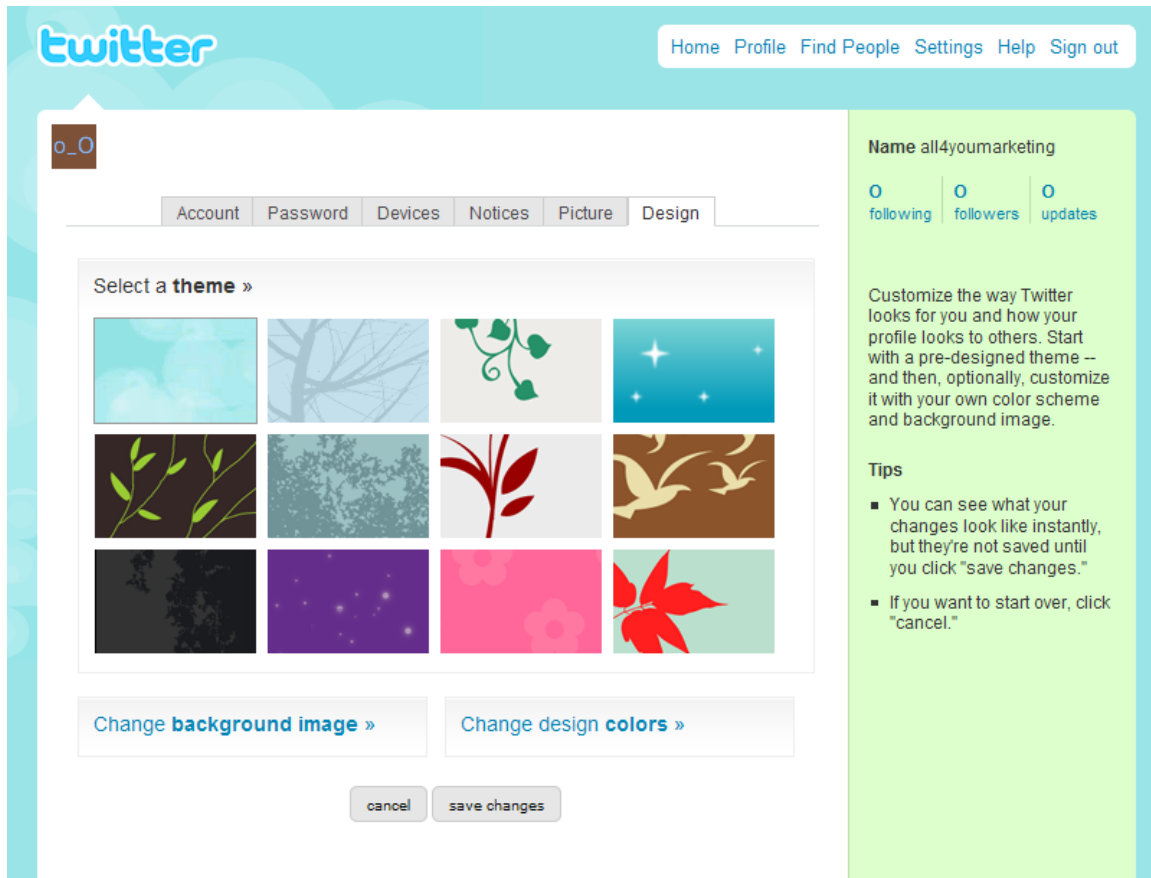 twitter
Home Profile Find People Settings Help Sign out
o_O
Account Password Devices Notices Picture Design
Select a theme »
Change background image »
Change design colors »
cancel save changes
Name all4youmarketing
0 0 0
following followers updates
Customize the way Twitter
looks for you and how your
profile looks to others. Start
with a pre-designed theme --
and then, optionally, customize
it with your own color scheme
and background image.
Tips
You can see what your
changes look like instantly,
but they're not saved until
you click "save changes."
If you want to start over, click
"cancel."